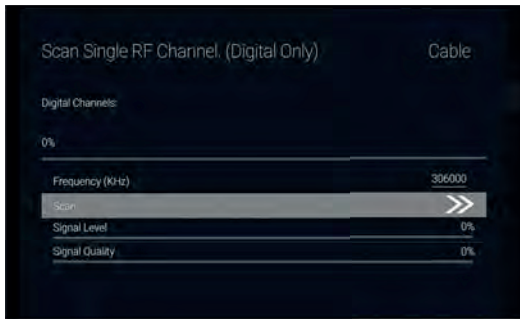 Scan Single RF Channel. (Digital Only) Cable
Digital Channels:
0%
Frequency (KHz) 306000
Scan
Signal Level 0%
Signal Quality 0%